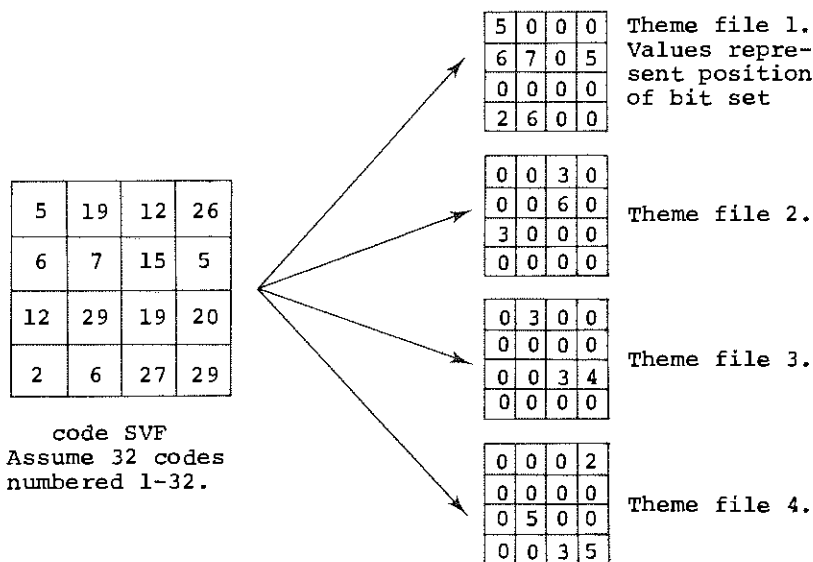 5 19 12 26
6 7 15 5
12 29 19 20
2 6 27 29
code SVF
Assume 32 codes
numbered 1-32.
5 0 0 0
6 7 0 5
0 0 0 0
2 6 0 0
Theme file 1.
Values repre-
sent position
of bit set
0 0 3 0
0 0 6 0
3 0 0 0
0 0 0 0
Theme file 2.
0 3 0 0
0 0 0 0
0 0 3 4
0 0 0 0
Theme file 3.
0 0 0 2
0 0 0 0
0 5 0 0
0 0 3 5
Theme file 4.